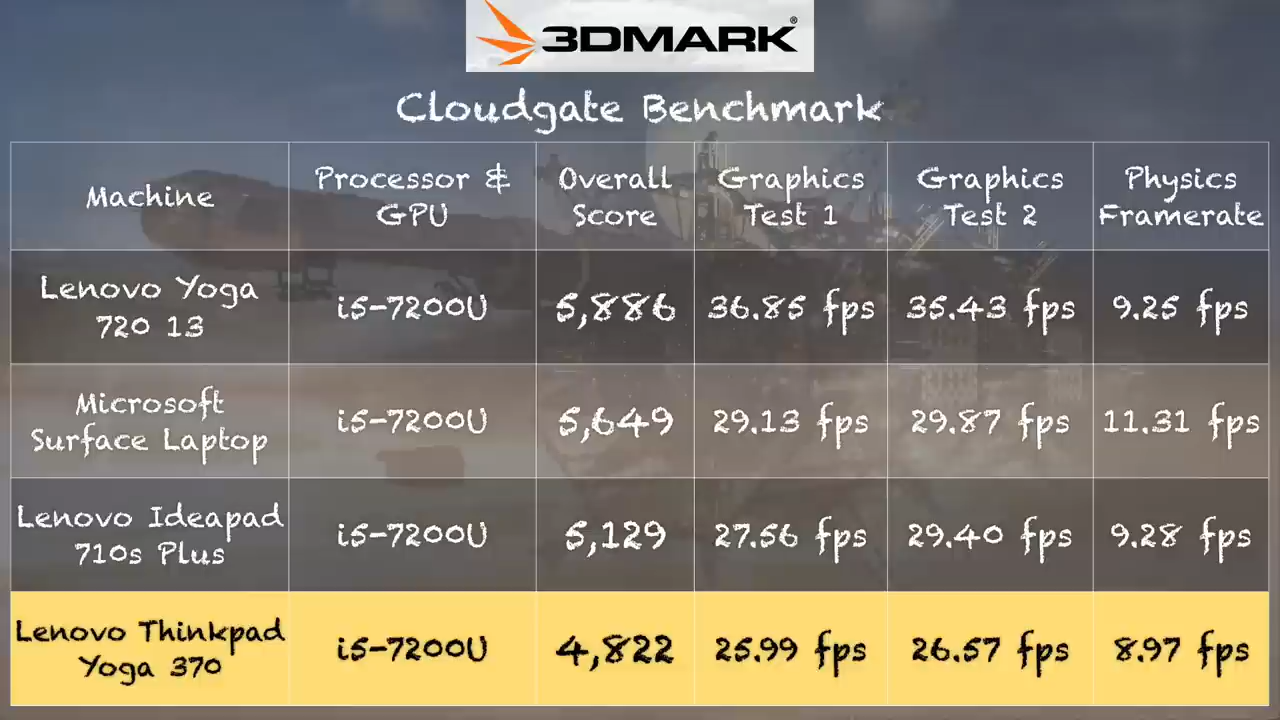 3DMARK®
Cloudgate Benchmark
Machine
Processor &
GPU
Overall
Score
Graphics
Test 1
Graphics
Test 2
Physics
Framerate
Lenovo Yoga
720 13
i5-7200U
5,886
36.85 fps
35.43 fps
9.25 fps
Microsoft
Surface Laptop
i5-7200U
5,649
29.13 fps
29.87 fps
11.31 fps
Lenovo Ideapad
710s Plus
i5-7200U
5,129
27.56 fps
29.40 fps
9.28 fps
Lenovo Thinkpad
Yoga 370
i5-7200U
4,822
25.99 fps
26.57 fps
8.97 fps